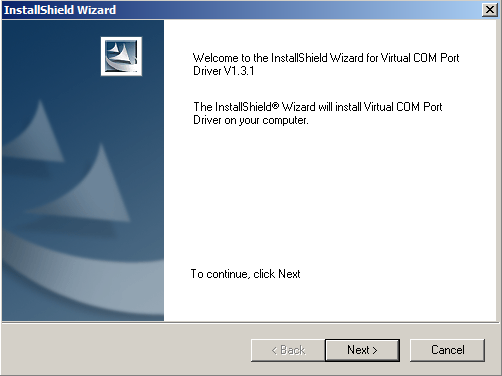 InstallShield Wizard
Welcome to the InstallShield Wizard for Virtual COM Port
Driver V1.3.1
The InstallShield® Wizard will install Virtual COM Port
Driver on your computer.
To continue, click Next
< Back
Next >
Cancel